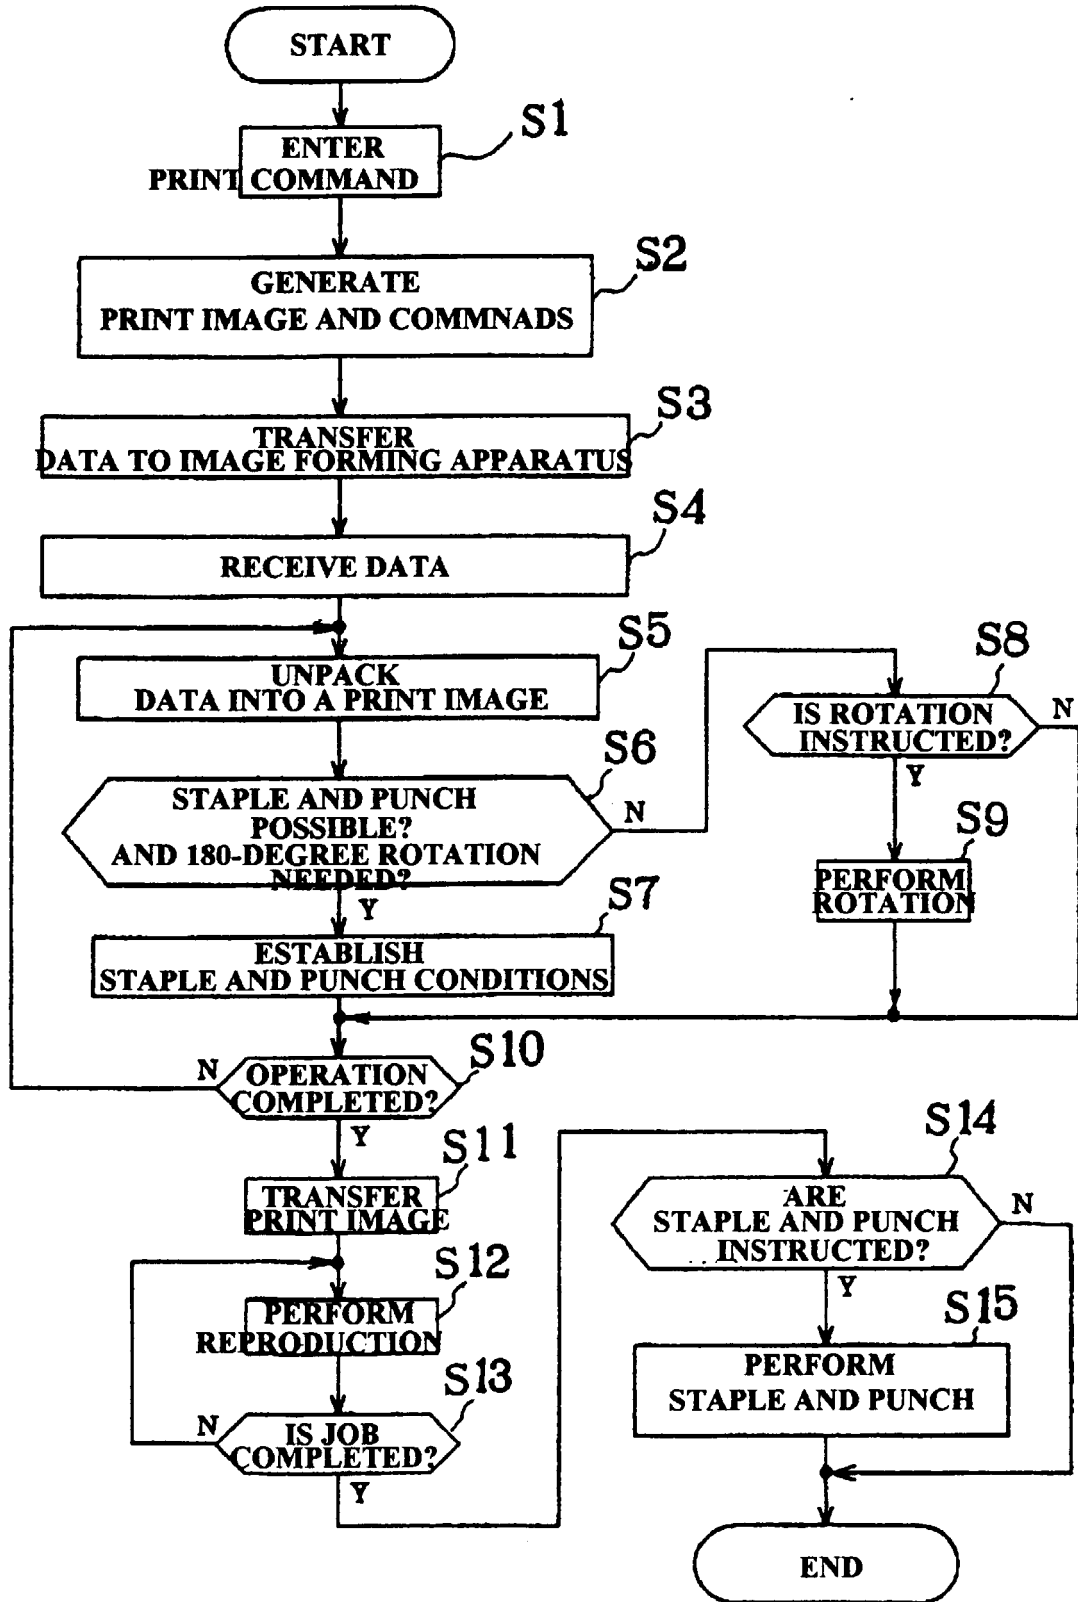 START
S1
ENTER
PRINT COMMAND
S2
GENERATE
PRINT IMAGE AND COMMNADS
S3
TRANSFER
DATA TO IMAGE FORMING APPARATUS
S4
RECEIVE DATA
S5
UNPACK
DATA INTO A PRINT IMAGE
S6
STAPLE AND PUNCH
POSSIBLE?
AND 180-DEGREE ROTATION
NEEDED?
N
Y
S7
ESTABLISH
STAPLE AND PUNCH CONDITIONS
S8
IS ROTATION
INSTRUCTED?
N
Y
S9
PERFORM
ROTATION
S10
OPERATION
COMPLETED?
N
Y
S11
TRANSFER
PRINT IMAGE
S12
PERFORM
REPRODUCTION
S13
IS JOB
COMPLETED?
N
Y
S14
ARE
STAPLE AND PUNCH
INSTRUCTED?
N
Y
S15
PERFORM
STAPLE AND PUNCH
END